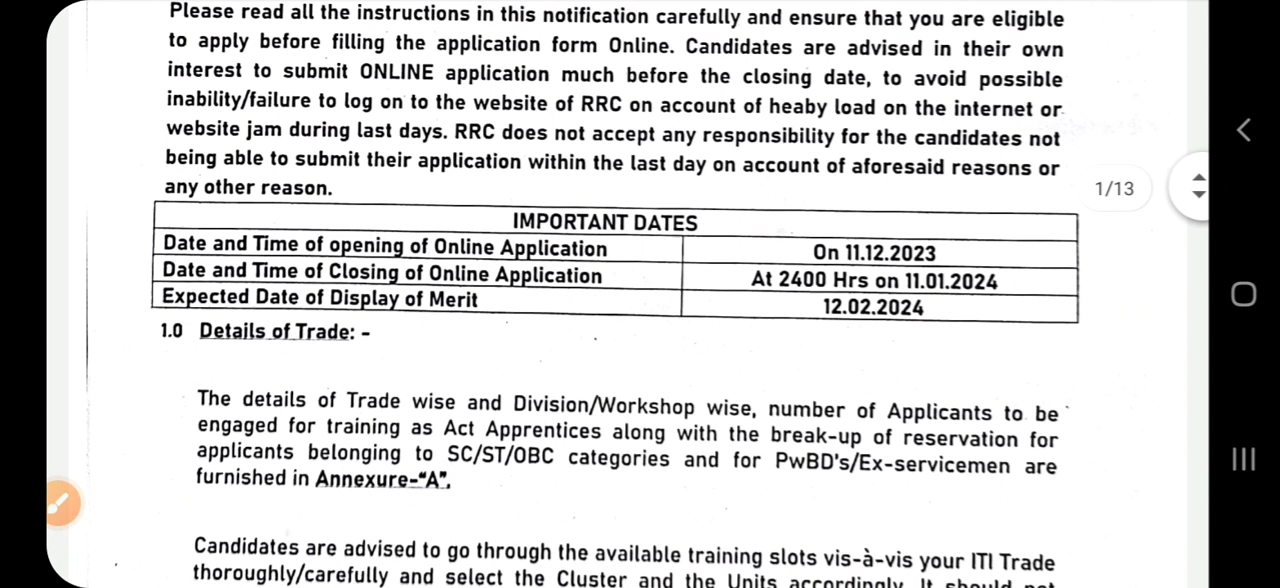 Please read all the instructions in this notification carefully and ensure that you are eligible
to apply before filling the application form Online. Candidates are advised in their own
interest to submit ONLINE application much before the closing date, to avoid possible
inability/failure to log on to the website of RRC on account of heaby load on the internet or
website jam during last days. RRC does not accept any responsibility for the candidates not
being able to submit their application within the last day on account of aforesaid reasons or
any other reason.
1/13
IMPORTANT DATES
Date and Time of opening of Online Application On 11.12.2023
Date and Time of Closing of Online Application At 2400 Hrs on 11.01.2024
Expected Date of Display of Merit 12.02.2024
1.0 Details of Trade: -
The details of Trade wise and Division/Workshop wise, number of Applicants to be
engaged for training as Act Apprentices along with the break-up of reservation for
applicants belonging to SC/ST/OBC categories and for PwBD's/Ex-servicemen are
furnished in Annexure-"A".
Candidates are advised to go through the available training slots vis-à-vis your ITI Trade
thoroughly/carefully and select the Cluster and the Units accordingly. It should not